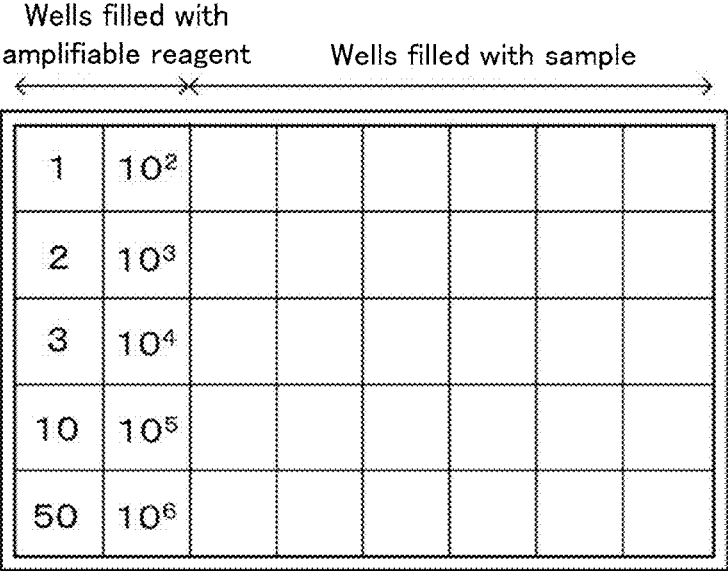 Wells filled with
amplifiable reagent
Wells filled with sample
1 10²
2 10³
3 10⁴
10 10⁵
50 10⁶